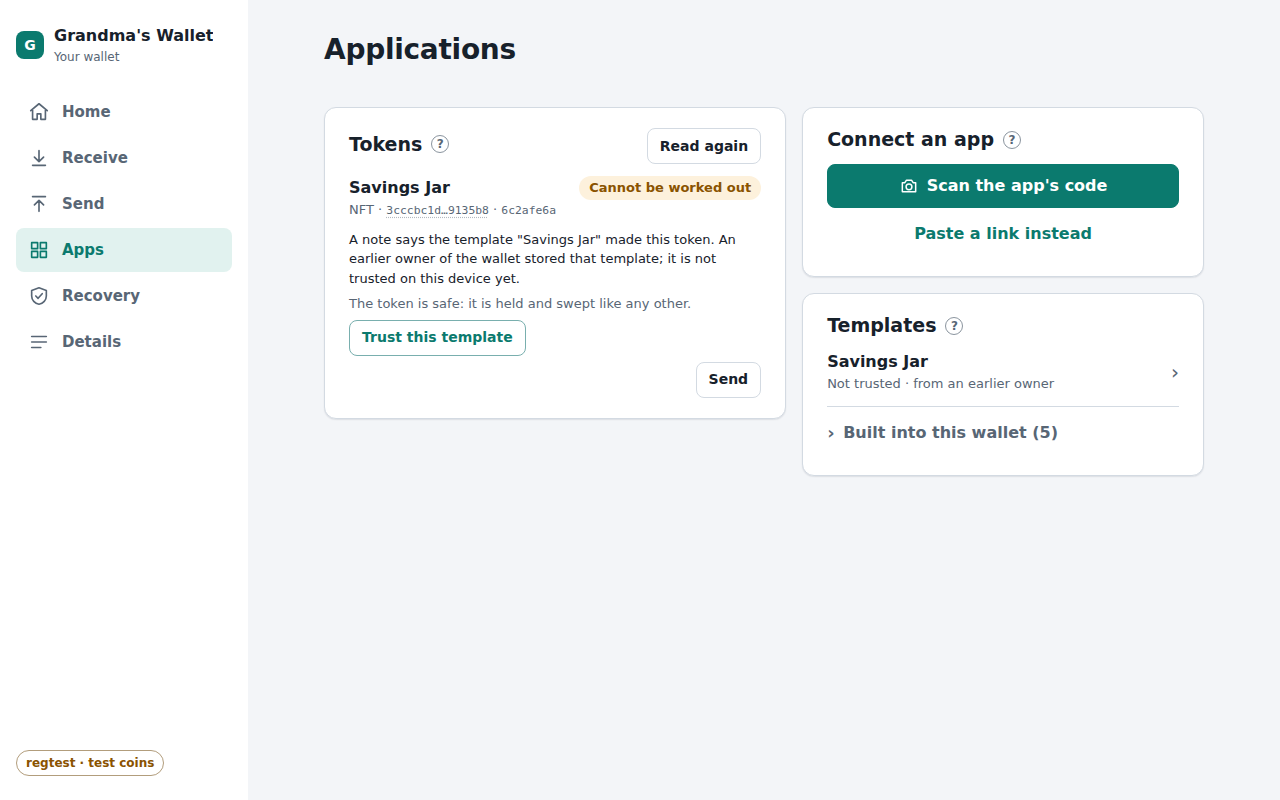 G
Grandma's Wallet
Your wallet
Home
Receive
Send
Apps
Recovery
Details
regtest · test coins
Applications
Tokens ?
Read again
Savings Jar
Cannot be worked out
NFT · 3cccbc1d…9135b8 · 6c2afe6a
A note says the template "Savings Jar" made this token. An
earlier owner of the wallet stored that template; it is not
trusted on this device yet.
The token is safe: it is held and swept like any other.
Trust this template
Send
Connect an app ?
Scan the app's code
Paste a link instead
Templates ?
Savings Jar
Not trusted · from an earlier owner
›
› Built into this wallet (5)